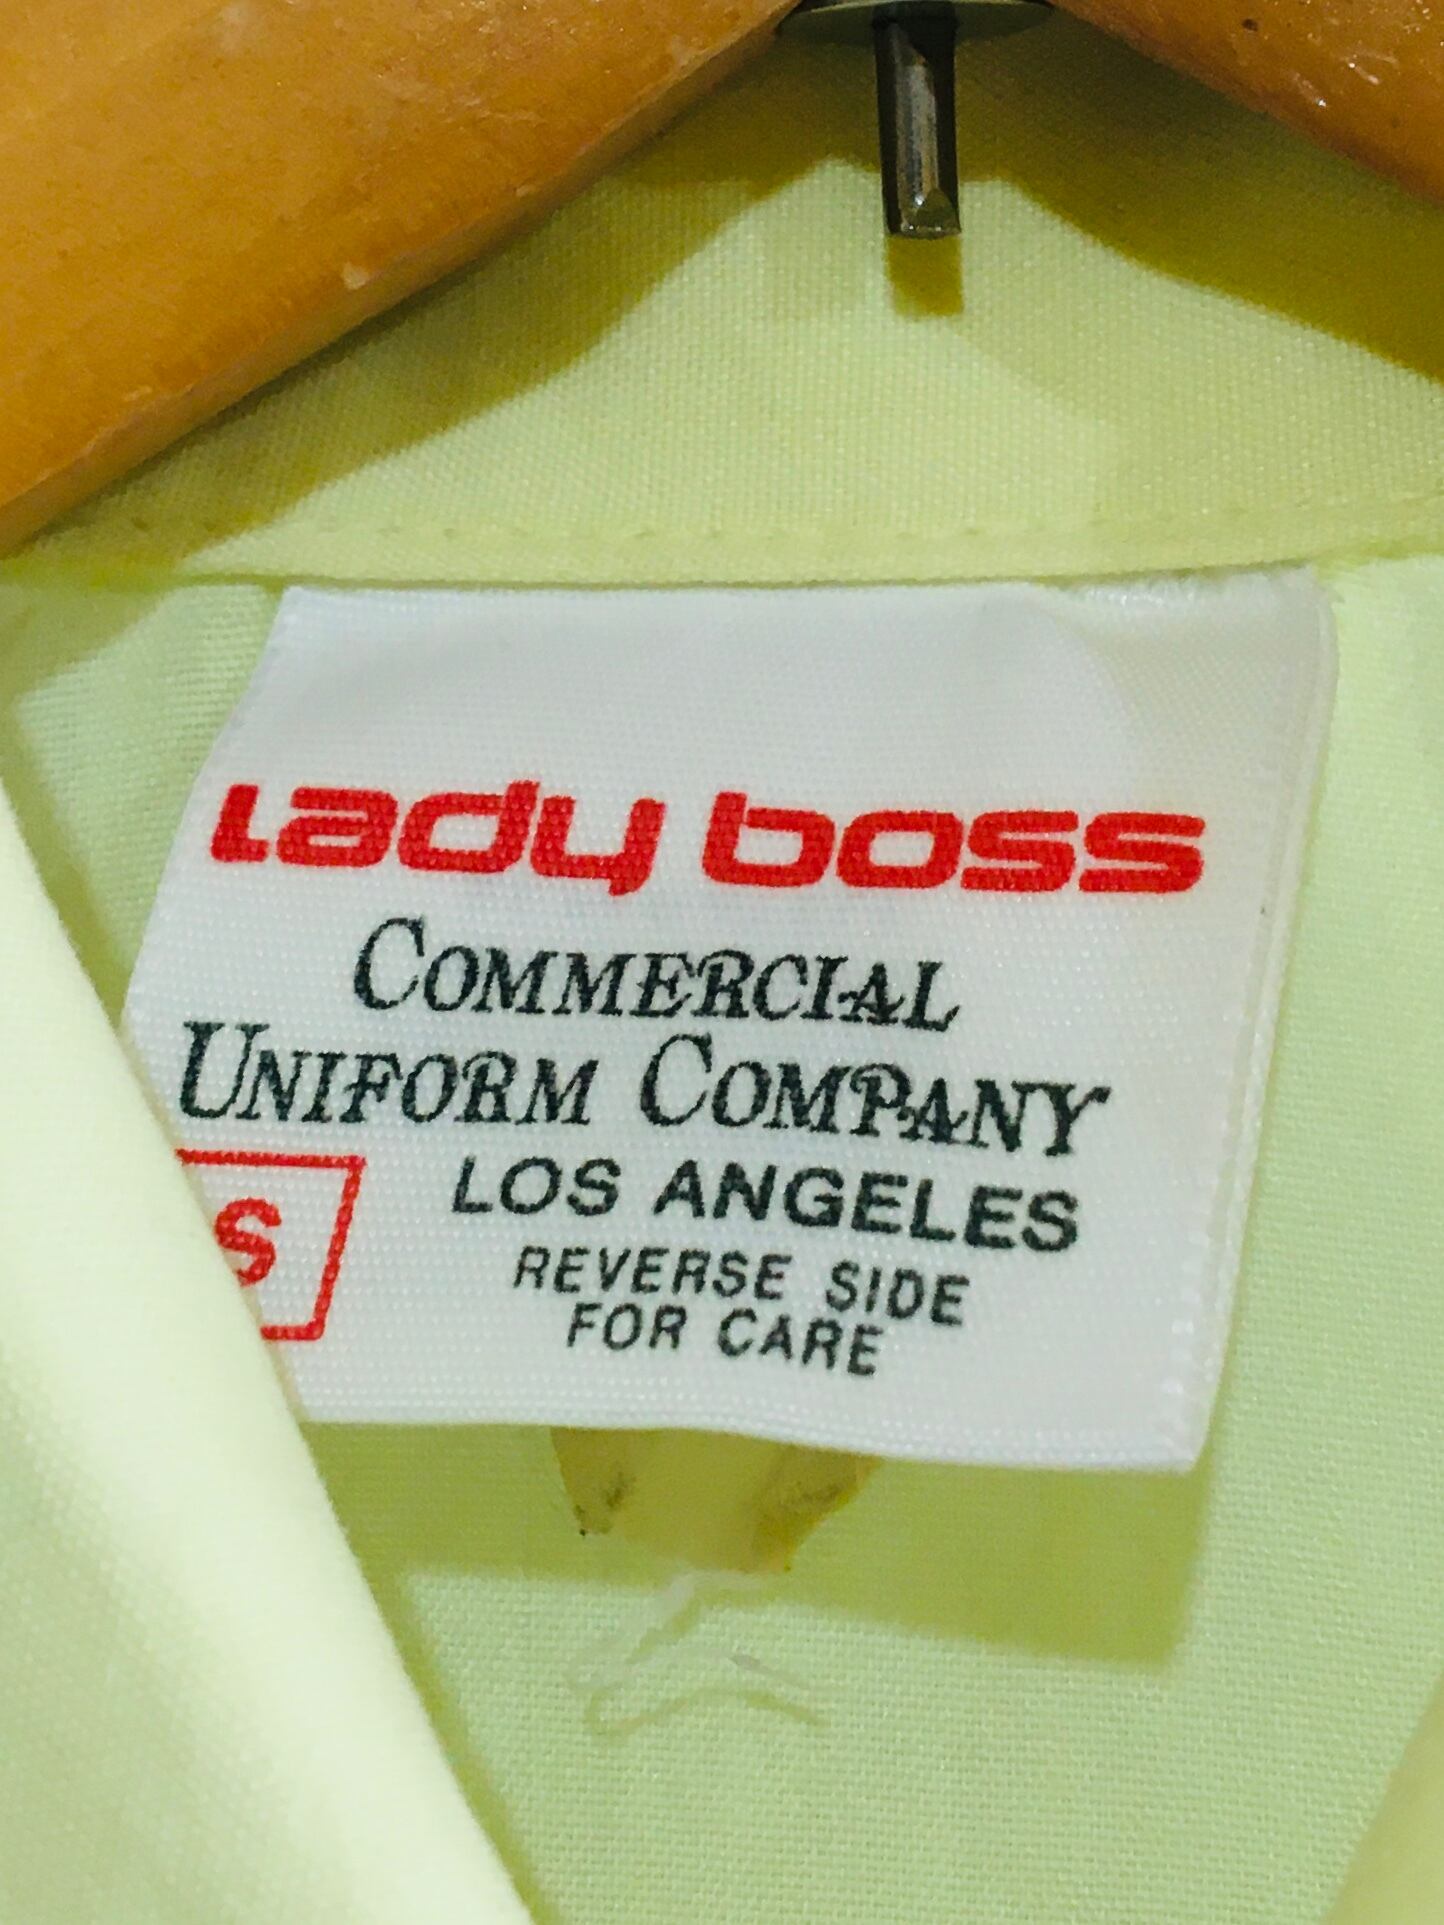 Lady boss
COMMERCIAL
UNIFORM COMPANY
S
LOS ANGELES
REVERSE SIDE
FOR CARE